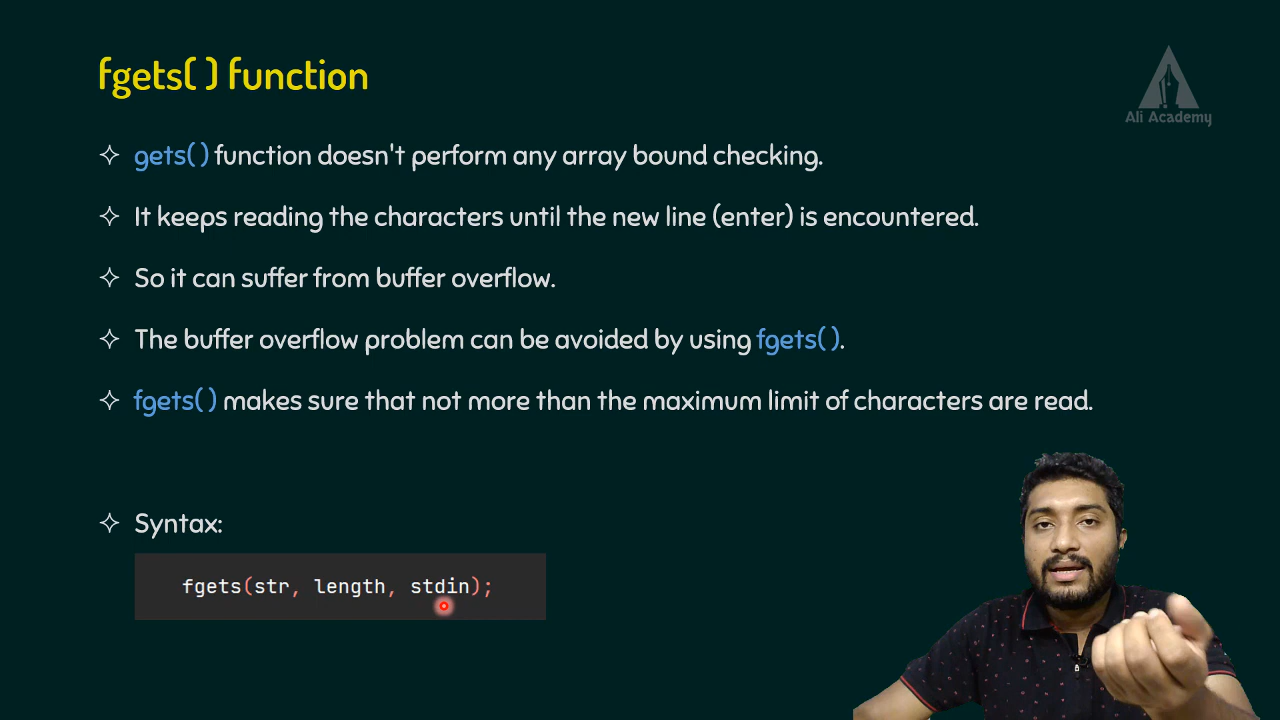 fgets( ) function
Ali Academy
gets( ) function doesn't perform any array bound checking.
It keeps reading the characters until the new line (enter) is encountered.
So it can suffer from buffer overflow.
The buffer overflow problem can be avoided by using fgets( ).
fgets( ) makes sure that not more than the maximum limit of characters are read.
Syntax:
fgets(str, length, stdin);